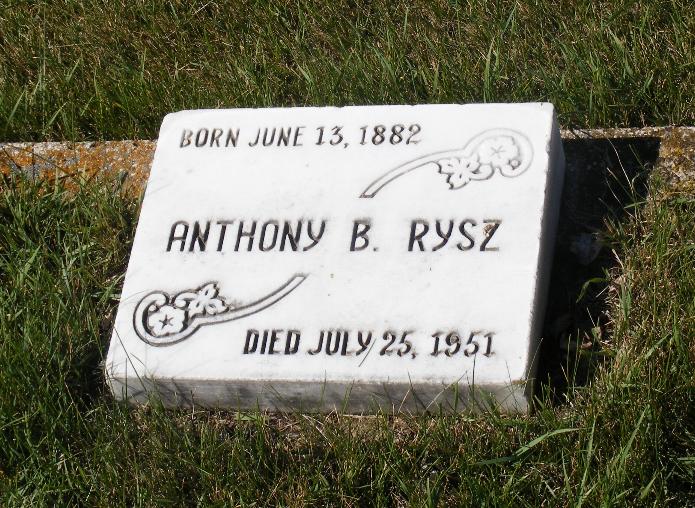 BORN JUNE 13, 1882
ANTHONY B. RYSZ
DIED JULY 25, 1951